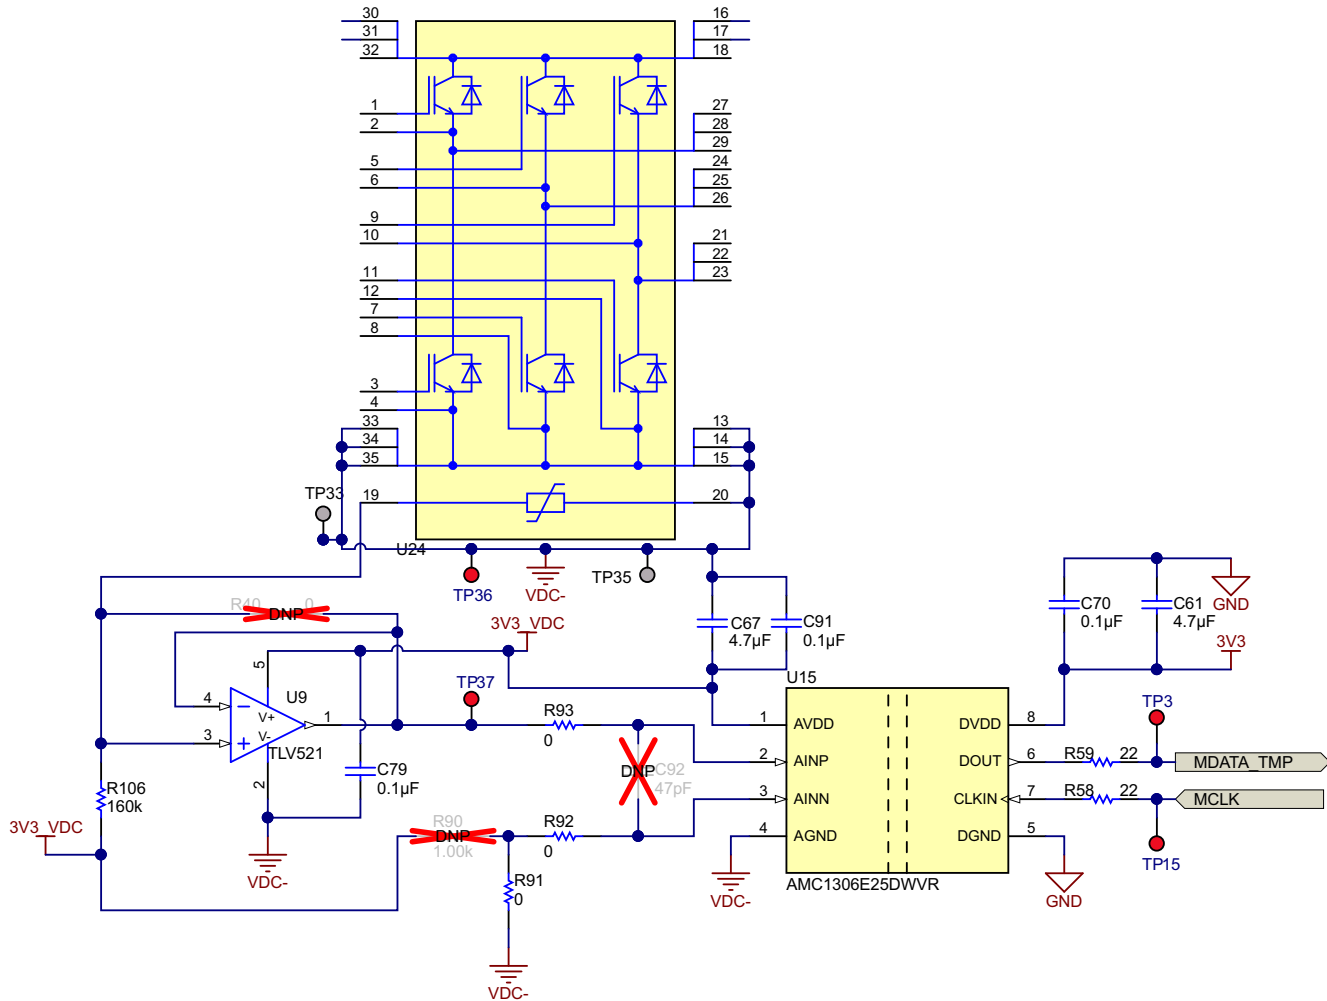 30 16
31 17
32 18
1 27
2 28
29
5 24
6 25
26
9 21
10 22
11 23
12
7
8
3
4
33 13
34 14
35 15
19 20
TP33
U24
TP36
VDC-
TP35
R40 0
DNP
3V3_VDC
C67
4.7µF
C91
0.1µF
C70
0.1µF
C61
4.7µF
GND
3V3
5
U9
4
V+
V-
1
3
TLV521
2
TP37
R93
0
C79
0.1µF
DNP
C92
47pF
R106
160k
3V3_VDC
VDC-
R90
DNP
1.00k
R92
0
R91
0
VDC-
U15
1 AVDD DVDD 8
2 AINP DOUT 6
3 AINN CLKIN 7
4 AGND DGND 5
AMC1306E25DWVR
VDC-
GND
TP3
R59 22
MDATA_TMP
R58 22
MCLK
TP15